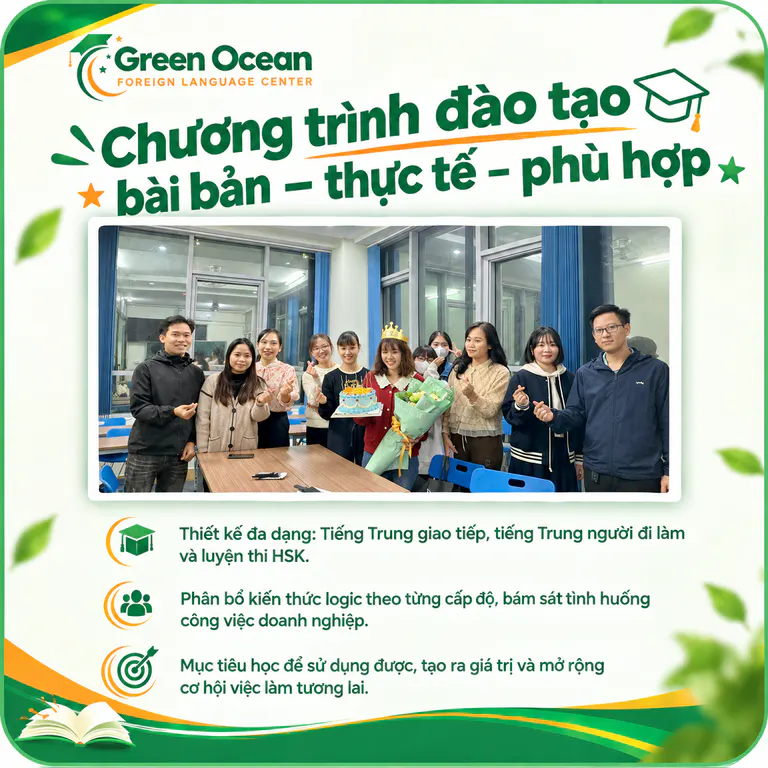 Green Ocean
FOREIGN LANGUAGE CENTER
Chương trình đào tạo
bài bản – thực tế – phù hợp
Thiết kế đa dạng: Tiếng Trung giao tiếp, tiếng Trung người đi làm
và luyện thi HSK.
Phân bổ kiến thức logic theo từng cấp độ, bám sát tình huống
công việc doanh nghiệp.
Mục tiêu học để sử dụng được, tạo ra giá trị và mở rộng
cơ hội việc làm tương lai.